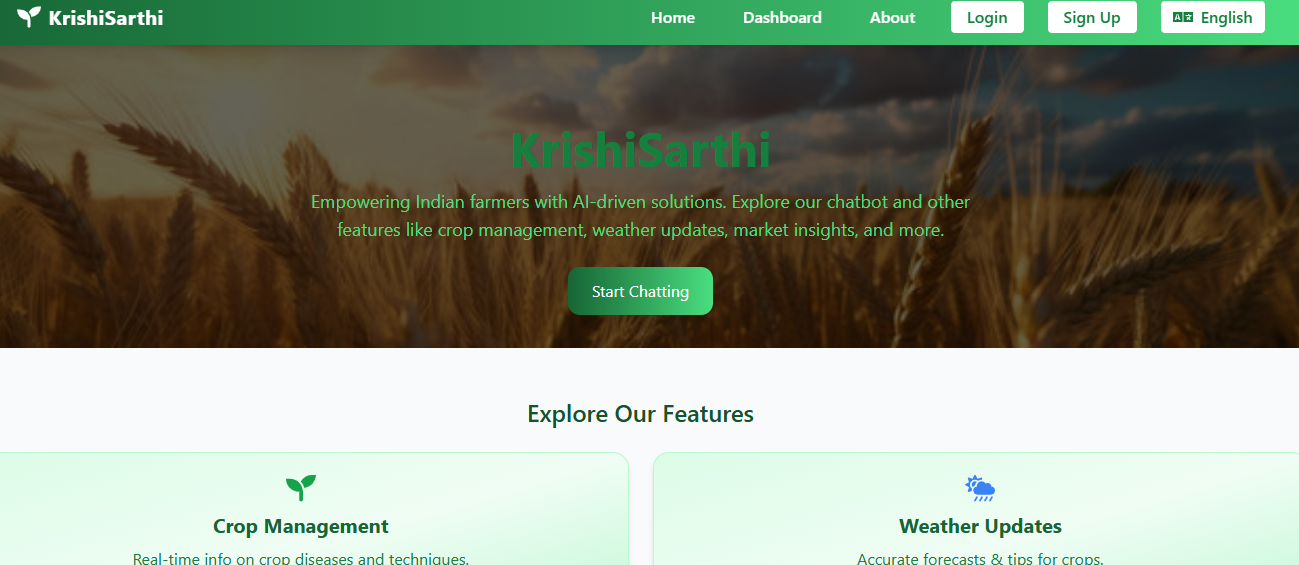 KrishiSarthi
Home
Dashboard
About
Login
Sign Up
English
KrishiSarthi
Empowering Indian farmers with AI-driven solutions. Explore our chatbot and other
features like crop management, weather updates, market insights, and more.
Start Chatting
Explore Our Features
Crop Management
Real-time info on crop diseases and techniques.
Weather Updates
Accurate forecasts & tips for crops.